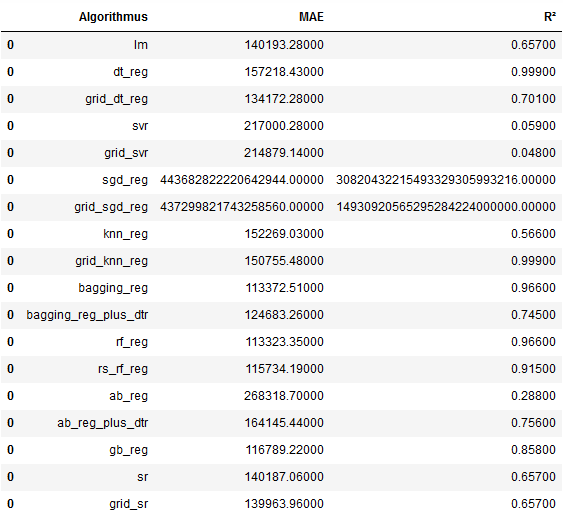 Algorithmus MAE R²
0 lm 140193.28000 0.65700
0 dt_reg 157218.43000 0.99900
0 grid_dt_reg 134172.28000 0.70100
0 svr 217000.28000 0.05900
0 grid_svr 214879.14000 0.04800
0 sgd_reg 443682822220642944.00000 30820432215493329305993216.00000
0 grid_sgd_reg 437299821743258560.00000 14930920565295284224000000.00000
0 knn_reg 152269.03000 0.56600
0 grid_knn_reg 150755.48000 0.99900
0 bagging_reg 113372.51000 0.96600
0 bagging_reg_plus_dtr 124683.26000 0.74500
0 rf_reg 113323.35000 0.96600
0 rs_rf_reg 115734.19000 0.91500
0 ab_reg 268318.70000 0.28800
0 ab_reg_plus_dtr 164145.44000 0.75600
0 gb_reg 116789.22000 0.85800
0 sr 140187.06000 0.65700
0 grid_sr 139963.96000 0.65700